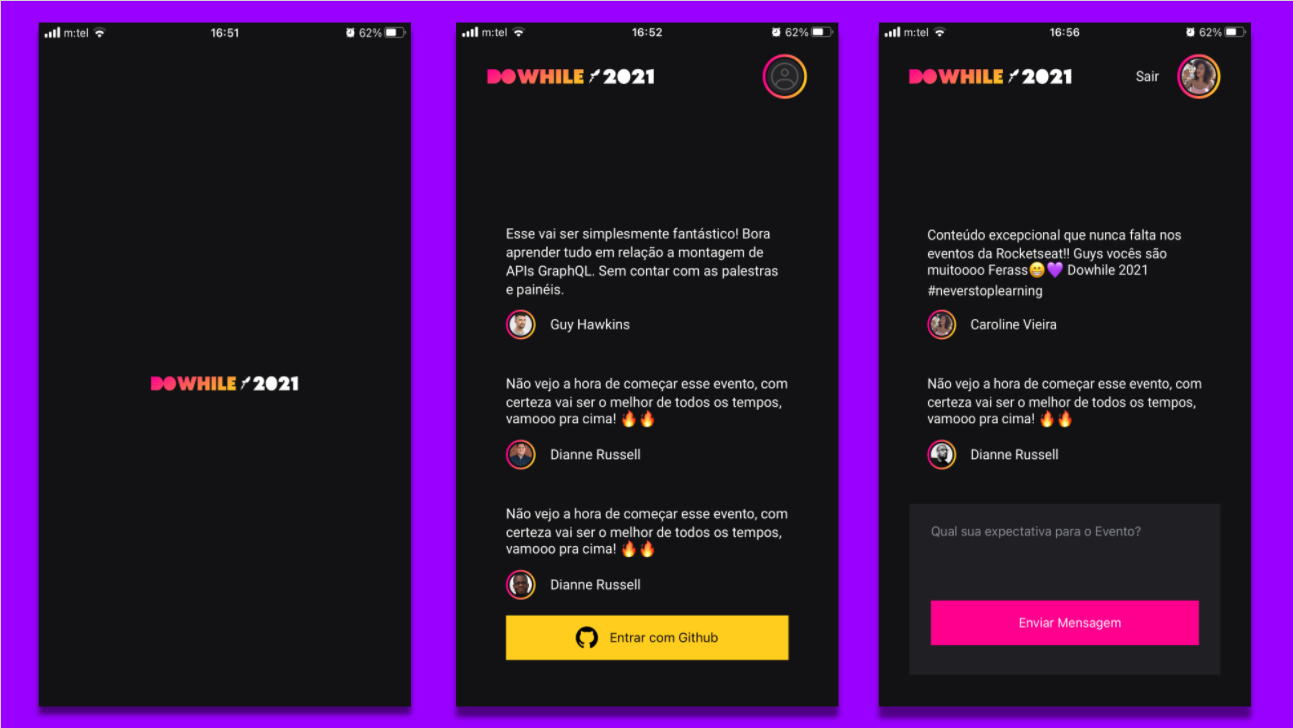 m:tel 16:51 62%
DOWHILE 2021
m:tel 16:52 62%
DOWHILE 2021
Esse vai ser simplesmente fantástico! Bora
aprender tudo em relação a montagem de
APIs GraphQL. Sem contar com as palestras
e painéis.
Guy Hawkins
Não vejo a hora de começar esse evento, com
certeza vai ser o melhor de todos os tempos,
vamooo pra cima! 🔥🔥
Dianne Russell
Não vejo a hora de começar esse evento, com
certeza vai ser o melhor de todos os tempos,
vamooo pra cima! 🔥🔥
Dianne Russell
Entrar com Github
m:tel 16:56 62%
DOWHILE 2021 Sair
Conteúdo excepcional que nunca falta nos
eventos da Rocketseat!! Guys vocês são
muitoooo Ferass😁💜 Dowhile 2021
#neverstoplearning
Caroline Vieira
Não vejo a hora de começar esse evento, com
certeza vai ser o melhor de todos os tempos,
vamooo pra cima! 🔥🔥
Dianne Russell
Qual sua expectativa para o Evento?
Enviar Mensagem